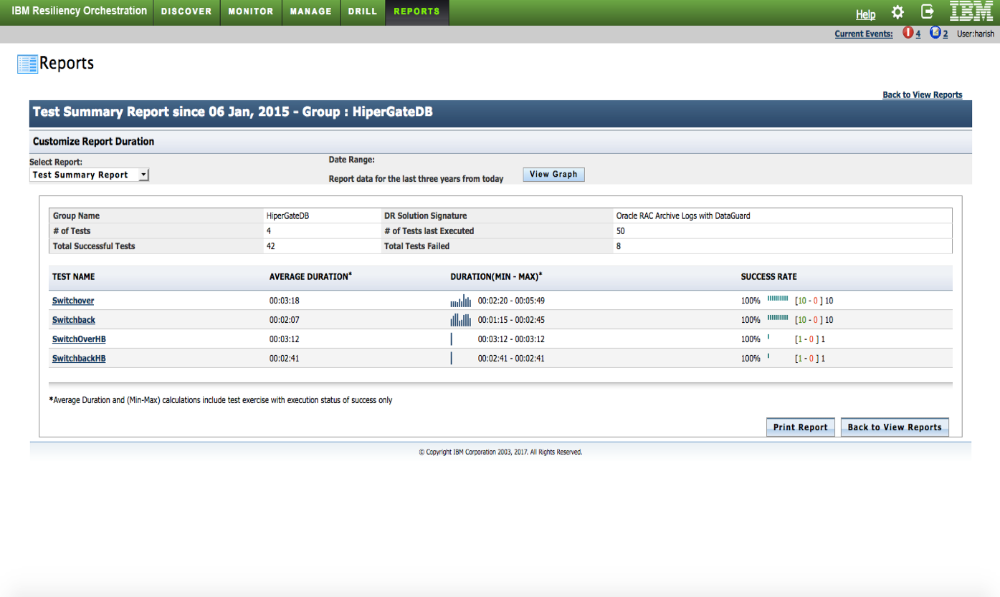 IBM Resiliency Orchestration DISCOVER MONITOR MANAGE DRILL REPORTS Help IBM
Current Events: 4 2 User:harish
Reports
Back to View Reports
Test Summary Report since 06 Jan, 2015 - Group : HiperGateDB
Customize Report Duration
Select Report: Date Range:
Test Summary Report Report data for the last three years from today View Graph
Group Name HiperGateDB DR Solution Signature Oracle RAC Archive Logs with DataGuard
# of Tests 4 # of Tests last Executed 50
Total Successful Tests 42 Total Tests Failed 8
TEST NAME AVERAGE DURATION* DURATION(MIN - MAX)* SUCCESS RATE
Switchover 00:03:18 00:02:20 - 00:05:49 100% [10 - 0 ] 10
Switchback 00:02:07 00:01:15 - 00:02:45 100% [10 - 0 ] 10
SwitchOverHB 00:03:12 00:03:12 - 00:03:12 100% [1 - 0 ] 1
SwitchbackHB 00:02:41 00:02:41 - 00:02:41 100% [1 - 0 ] 1
*Average Duration and (Min-Max) calculations include test exercise with execution status of success only
Print Report Back to View Reports
© Copyright IBM Corporation 2003, 2017. All Rights Reserved.